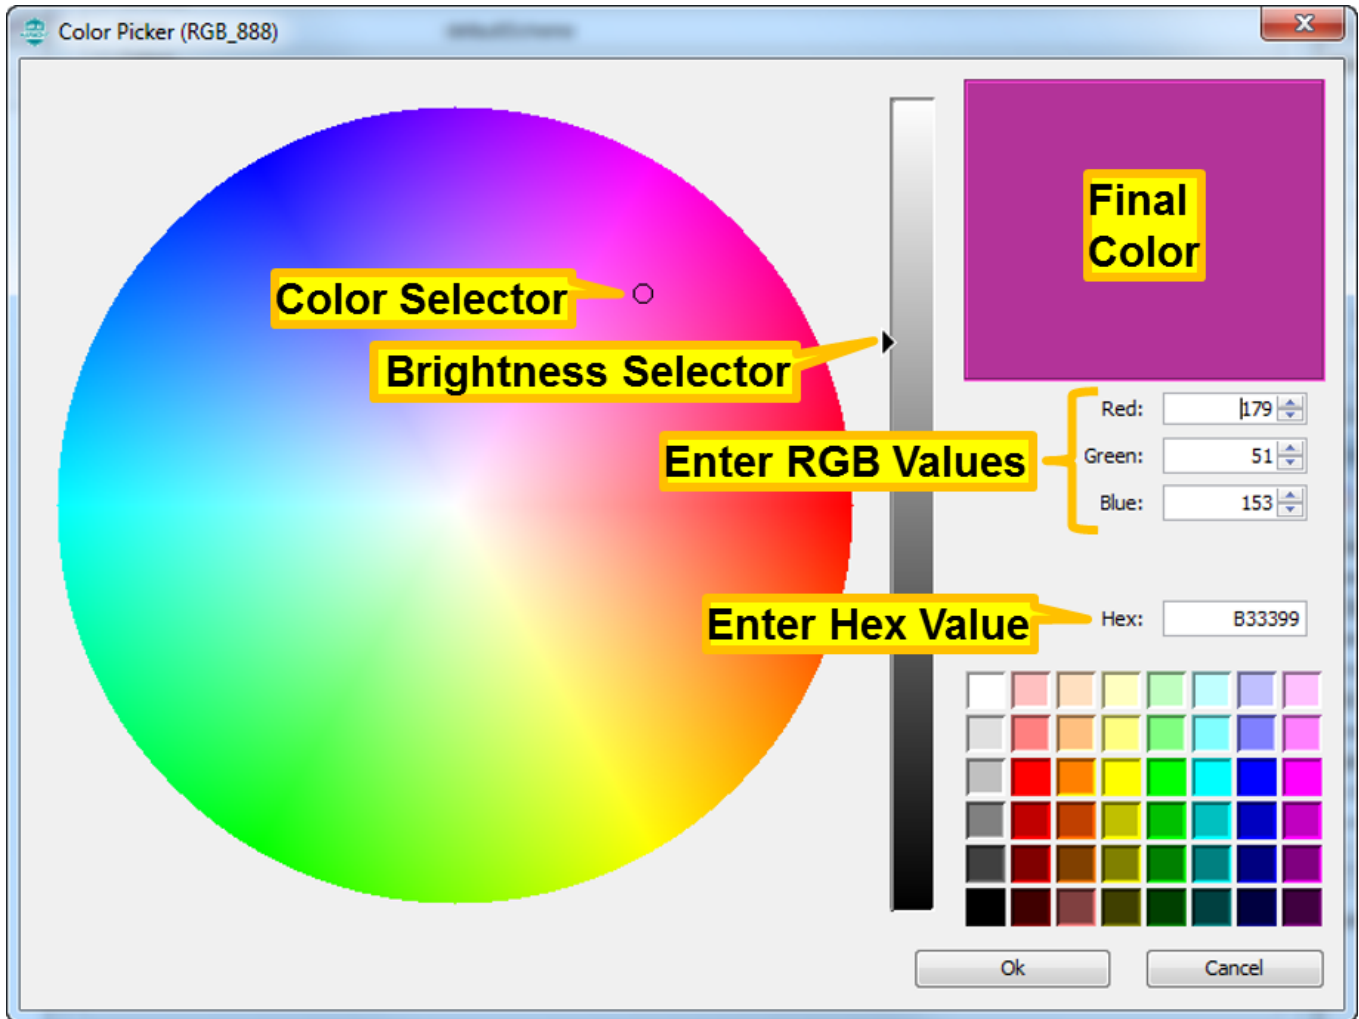 Color Picker (RGB_888)
Final
Color
Color Selector
Brightness Selector
Red: 179
Enter RGB Values
Green: 51
Blue: 153
Enter Hex Value
Hex: B33399
Ok
Cancel